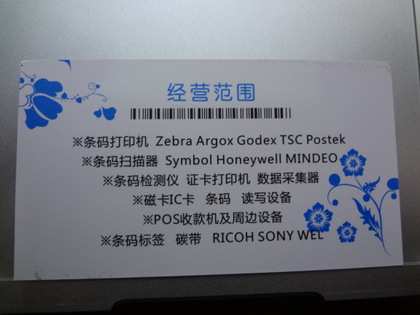 经营范围
※条码打印机 Zebra Argox Godex TSC Postek
※条码扫描器 Symbol Honeywell MINDEO
※条码检测仪 证卡打印机 数据采集器
※磁卡IC卡 条码 读写设备
※POS收款机及周边设备
※条码标签 碳带 RICOH SONY WEL